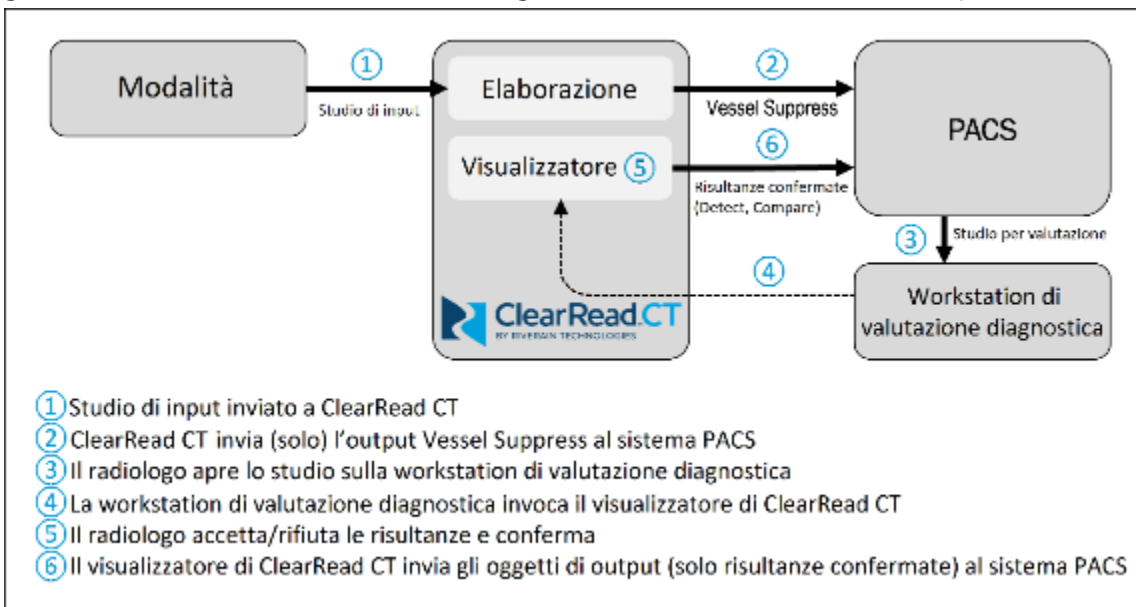 Modalità
1
Studio di input
Elaborazione
2
Vessel Suppress
PACS
Visualizzatore 5
6
Risultanze confermate
(Detect, Compare)
3
Studio per valutazione
4
Workstation di
valutazione diagnostica
ClearRead.CT
BY RIVERAIN TECHNOLOGIES
1 Studio di input inviato a ClearRead CT
2 ClearRead CT invia (solo) l'output Vessel Suppress al sistema PACS
3 Il radiologo apre lo studio sulla workstation di valutazione diagnostica
4 La workstation di valutazione diagnostica invoca il visualizzatore di ClearRead CT
5 Il radiologo accetta/rifiuta le risultanze e conferma
6 Il visualizzatore di ClearRead CT invia gli oggetti di output (solo risultanze confermate) al sistema PACS